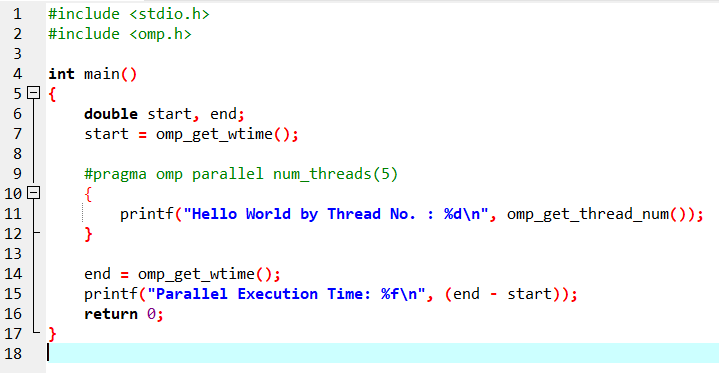 1 #include <stdio.h>
2 #include <omp.h>
3
4 int main()
5 {
6     double start, end;
7     start = omp_get_wtime();
8
9     #pragma omp parallel num_threads(5)
10     {
11         printf("Hello World by Thread No. : %d\n", omp_get_thread_num());
12     }
13
14     end = omp_get_wtime();
15     printf("Parallel Execution Time: %f\n", (end - start));
16     return 0;
17 }
18